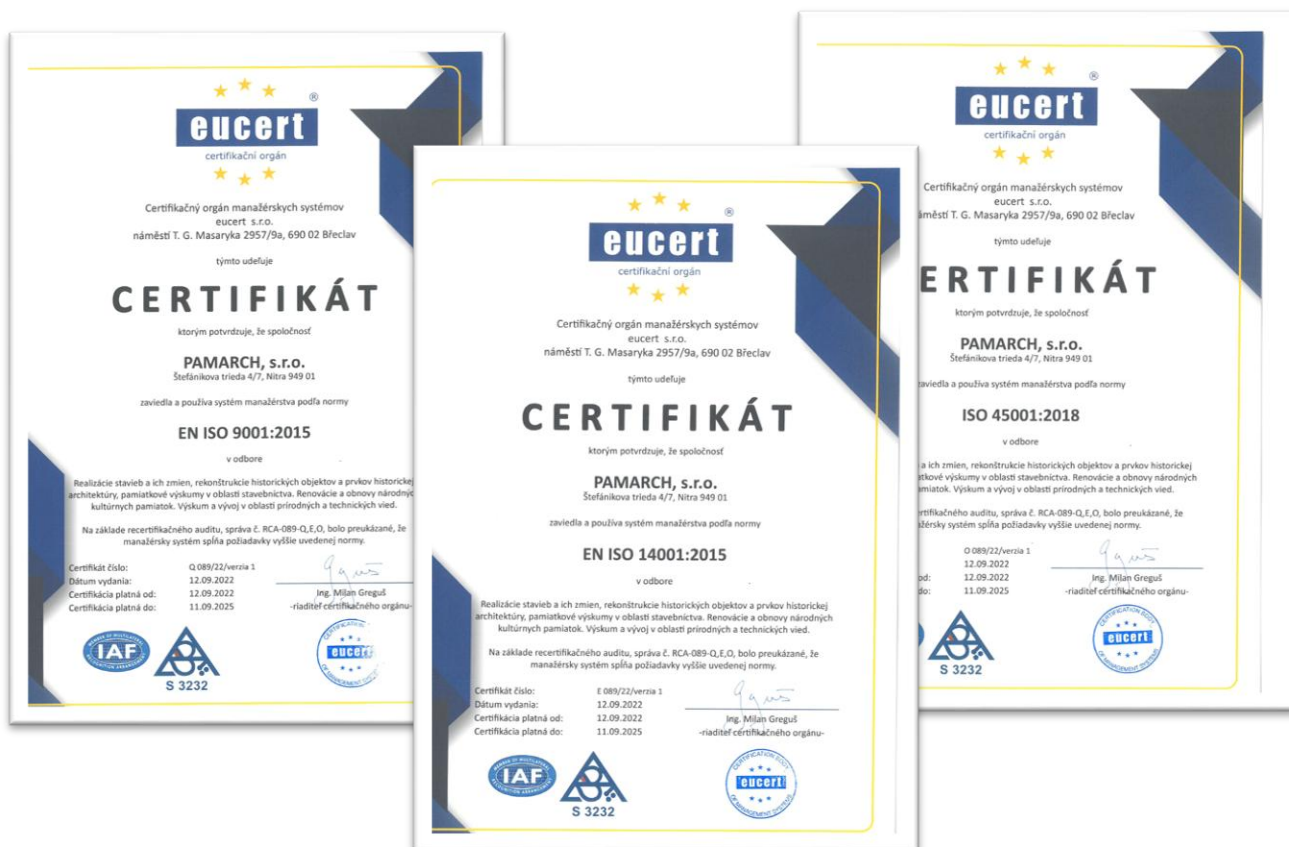 eucert ®
certifikační orgán
Certifikačný orgán manažérskych systémov
eucert s.r.o.
náměstí T. G. Masaryka 2957/9a, 690 02 Břeclav
týmto udeľuje
CERTIFIKÁT
ktorým potvrdzuje, že spoločnosť
PAMARCH, s.r.o.
Štefánikova trieda 4/7, Nitra 949 01
zaviedla a používa systém manažérstva podľa normy
EN ISO 9001:2015
v odbore
Realizácie stavieb a ich zmien, rekonštrukcie historických objektov a prvkov historickej
architektúry, pamiatkové výskumy v oblasti stavebníctva. Renovácie a obnovy národných
kultúrnych pamiatok. Výskum a vývoj v oblasti prírodných a technických vied.
Na základe recertifikačného auditu, správa č. RCA-089-Q,E,O, bolo preukázané, že
manažérsky systém spĺňa požiadavky vyššie uvedenej normy.
Certifikát číslo: Q 089/22/verzia 1
Dátum vydania: 12.09.2022
Certifikácia platná od: 12.09.2022
Certifikácia platná do: 11.09.2025
Ing. Milan Greguš
-riaditeľ certifikačného orgánu-
IAF
S 3232
eucert
eucert ®
certifikační orgán
Certifikačný orgán manažérskych systémov
eucert s.r.o.
náměstí T. G. Masaryka 2957/9a, 690 02 Břeclav
týmto udeľuje
CERTIFIKÁT
ktorým potvrdzuje, že spoločnosť
PAMARCH, s.r.o.
Štefánikova trieda 4/7, Nitra 949 01
zaviedla a používa systém manažérstva podľa normy
EN ISO 14001:2015
v odbore
Realizácie stavieb a ich zmien, rekonštrukcie historických objektov a prvkov historickej
architektúry, pamiatkové výskumy v oblasti stavebníctva. Renovácie a obnovy národných
kultúrnych pamiatok. Výskum a vývoj v oblasti prírodných a technických vied.
Na základe recertifikačného auditu, správa č. RCA-089-Q,E,O, bolo preukázané, že
manažérsky systém spĺňa požiadavky vyššie uvedenej normy.
Certifikát číslo: E 089/22/verzia 1
Dátum vydania: 12.09.2022
Certifikácia platná od: 12.09.2022
Certifikácia platná do: 11.09.2025
Ing. Milan Greguš
-riaditeľ certifikačného orgánu-
IAF
S 3232
CERTIFICATION BODY
eucert
OF MANAGEMENT SYSTEMS
eucert ®
certifikační orgán
Certifikačný orgán manažérskych systémov
eucert s.r.o.
T. G. Masaryka 2957/9a, 690 02 Břeclav
týmto udeľuje
ERTIFIKÁT
ktorým potvrdzuje, že spoločnosť
PAMARCH, s.r.o.
Štefánikova trieda 4/7, Nitra 949 01
zaviedla a používa systém manažérstva podľa normy
ISO 45001:2018
v odbore
a ich zmien, rekonštrukcie historických objektov a prvkov historickej
výskumy v oblasti stavebníctva. Renovácie a obnovy národných
pamiatok. Výskum a vývoj v oblasti prírodných a technických vied.
auditu, správa č. RCA-089-Q,E,O, bolo preukázané, že
systém spĺňa požiadavky vyššie uvedenej normy.
O 089/22/verzia 1
12.09.2022
od: 12.09.2022
do: 11.09.2025
Ing. Milan Greguš
-riaditeľ certifikačného orgánu-
S 3232
CERTIFICATION BODY
eucert
OF MANAGEMENT SYSTEMS